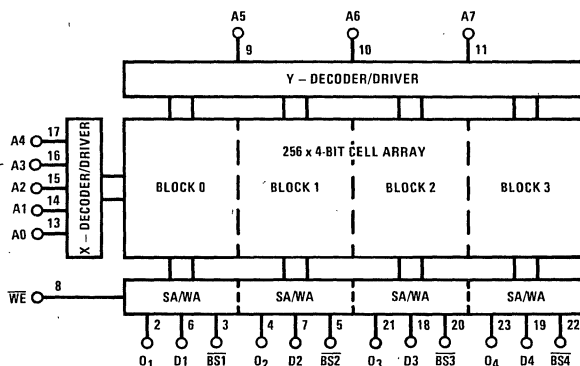 A5 A6 A7
9 10 11
Y – DECODER/DRIVER
256 x 4-BIT CELL ARRAY
BLOCK 0 BLOCK 1 BLOCK 2 BLOCK 3
X – DECODER/DRIVER
A4 17
A3 16
A2 15
A1 14
A0 13
WE 8
SA/WA SA/WA SA/WA SA/WA
2 6 3 4 7 5 21 18 20 23 19 22
O1 D1 BS1 O2 D2 BS2 O3 D3 BS3 O4 D4 BS4